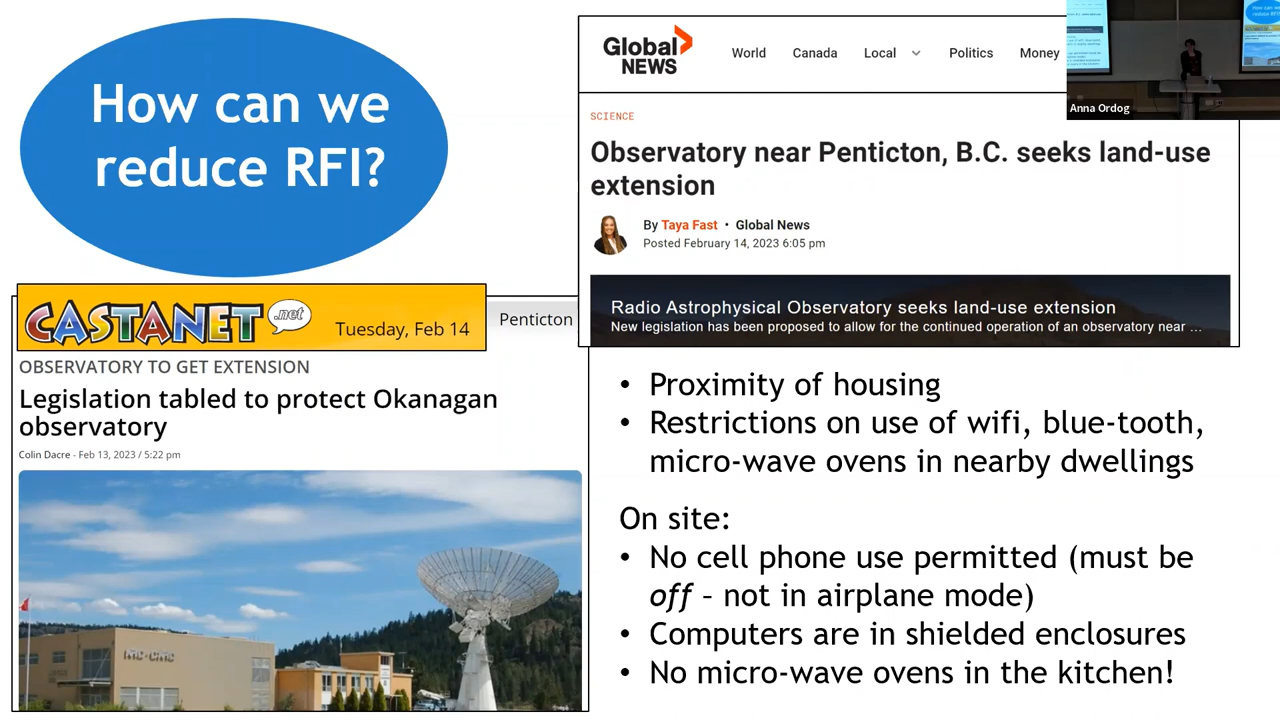 How can we
reduce RFI?
Global
NEWS
World Canada Local Politics Money
SCIENCE
Observatory near Penticton, B.C. seeks land-use
extension
By Taya Fast • Global News
Posted February 14, 2023 6:05 pm
Radio Astrophysical Observatory seeks land-use extension
New legislation has been proposed to allow for the continued operation of an observatory near ...
Anna Ordog
CASTANET .net
Tuesday, Feb 14
Penticton
OBSERVATORY TO GET EXTENSION
Legislation tabled to protect Okanagan
observatory
Colin Dacre - Feb 13, 2023 / 5:22 pm
• Proximity of housing
• Restrictions on use of wifi, blue-tooth,
micro-wave ovens in nearby dwellings
On site:
• No cell phone use permitted (must be
off – not in airplane mode)
• Computers are in shielded enclosures
• No micro-wave ovens in the kitchen!
How can we
reduce RFI?